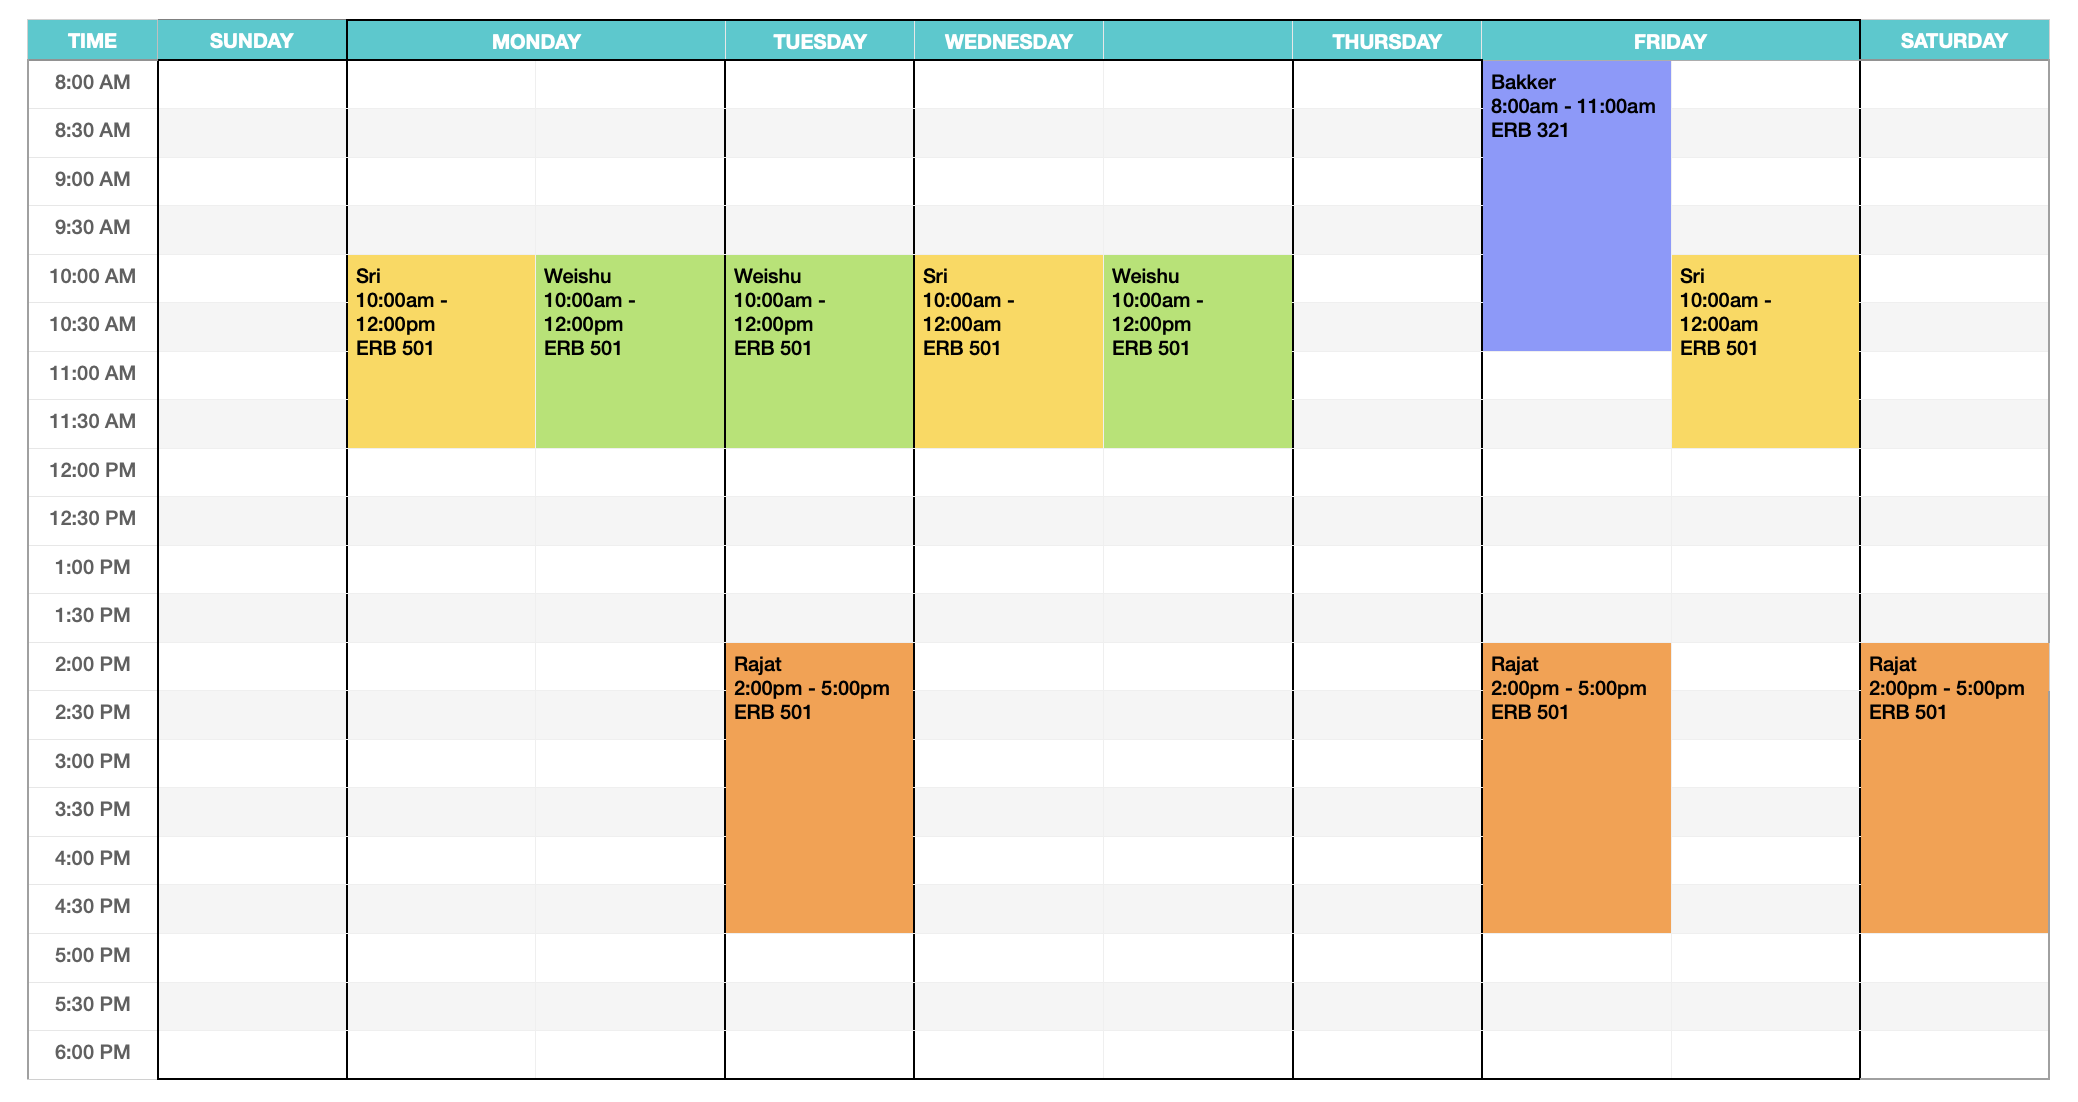 TIME SUNDAY MONDAY TUESDAY WEDNESDAY THURSDAY FRIDAY SATURDAY
8:00 AM
8:30 AM
9:00 AM
9:30 AM
10:00 AM
10:30 AM
11:00 AM
11:30 AM
12:00 PM
12:30 PM
1:00 PM
1:30 PM
2:00 PM
2:30 PM
3:00 PM
3:30 PM
4:00 PM
4:30 PM
5:00 PM
5:30 PM
6:00 PM
Sri
10:00am -
12:00pm
ERB 501
Weishu
10:00am -
12:00pm
ERB 501
Weishu
10:00am -
12:00pm
ERB 501
Rajat
2:00pm - 5:00pm
ERB 501
Sri
10:00am -
12:00am
ERB 501
Weishu
10:00am -
12:00pm
ERB 501
Bakker
8:00am - 11:00am
ERB 321
Rajat
2:00pm - 5:00pm
ERB 501
Sri
10:00am -
12:00am
ERB 501
Rajat
2:00pm - 5:00pm
ERB 501